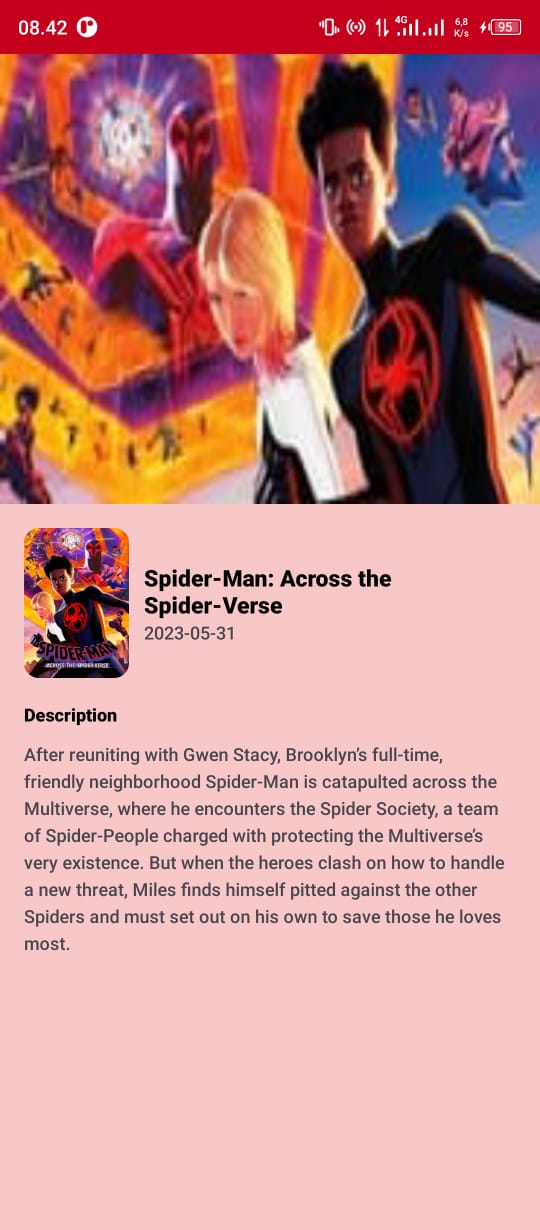 08.42
4G
6,8
K/s
95
SPIDER-MAN
ACROSS THE SPIDER-VERSE
Spider-Man: Across the
Spider-Verse
2023-05-31
Description
After reuniting with Gwen Stacy, Brooklyn’s full-time,
friendly neighborhood Spider-Man is catapulted across the
Multiverse, where he encounters the Spider Society, a team
of Spider-People charged with protecting the Multiverse’s
very existence. But when the heroes clash on how to handle
a new threat, Miles finds himself pitted against the other
Spiders and must set out on his own to save those he loves
most.